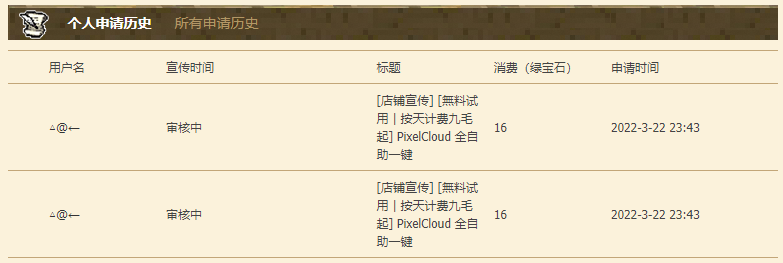 个人申请历史 所有申请历史
用户名 宣传时间 标题 消费（绿宝石） 申请时间
[店铺宣传] [無料试
用 | 按天计费九毛
△@← 审核中 起] PixelCloud 全自 16 2022-3-22 23:43
助一键
[店铺宣传] [無料试
用 | 按天计费九毛
△@← 审核中 起] PixelCloud 全自 16 2022-3-22 23:43
助一键